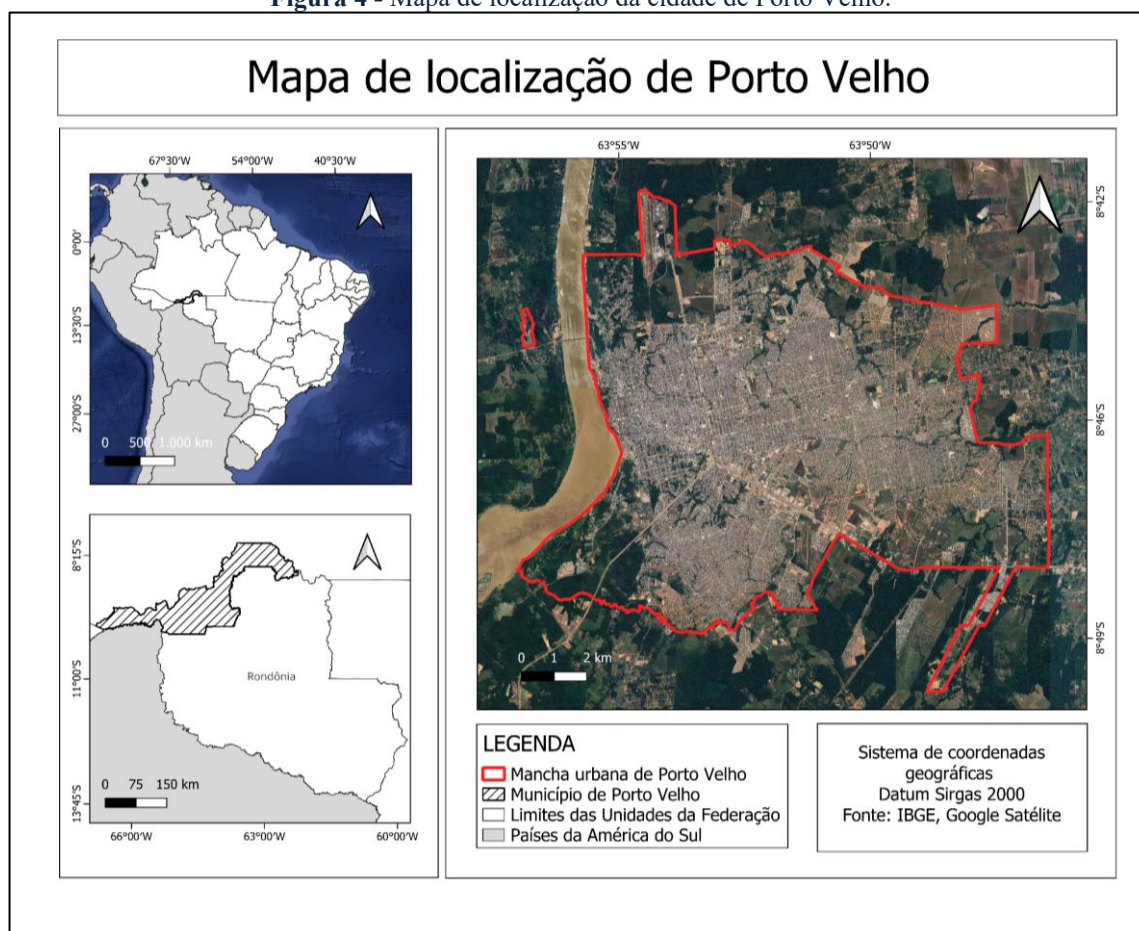 Figura 4 - Mapa de localização da cidade de Porto Velho.
Mapa de localização de Porto Velho
67°30'W 54°00'W 40°30'W
0°00'
13°30'S
27°00'S
0 500 1.000 km
8°15'S
11°00'S
13°45'S
Rondônia
0 75 150 km
66°00'W 63°00'W 60°00'W
63°55'W 63°50'W
8°42'S
8°46'S
8°49'S
0 1 2 km
LEGENDA
Mancha urbana de Porto Velho
Município de Porto Velho
Limites das Unidades da Federação
Países da América do Sul
Sistema de coordenadas
geográficas
Datum Sirgas 2000
Fonte: IBGE, Google Satélite